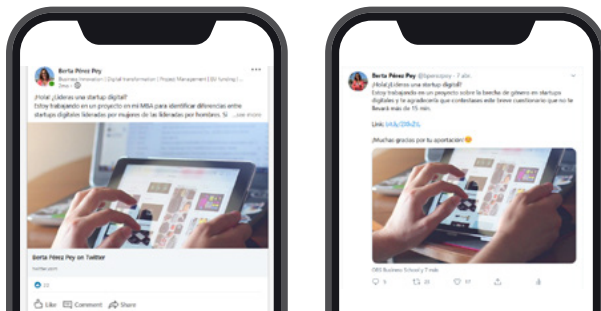 Berta Pérez Pey
Business Innovation | Digital transformation | Project Management | EU funding |...
¡Hola! ¿Lideras una startup digital?
Estoy trabajando en un proyecto en mi MBA para identificar diferencias entre
startups digitales lideradas por mujeres de las lideradas por hombres. Si ...see more
Berta Pérez Pey on Twitter
twitter.com
22
Like Comment Share
Berta Pérez Pey · 7 abr.
¡Hola! ¿Lideras una startup digital?
Estoy trabajando en un proyecto sobre la brecha de género en startups
digitales y te agradecería que contestases este breve cuestionario que no te
llevará más de 15 min.
Link:
¡Muchas gracias por tu aportación!
OBS Business School y 7 más